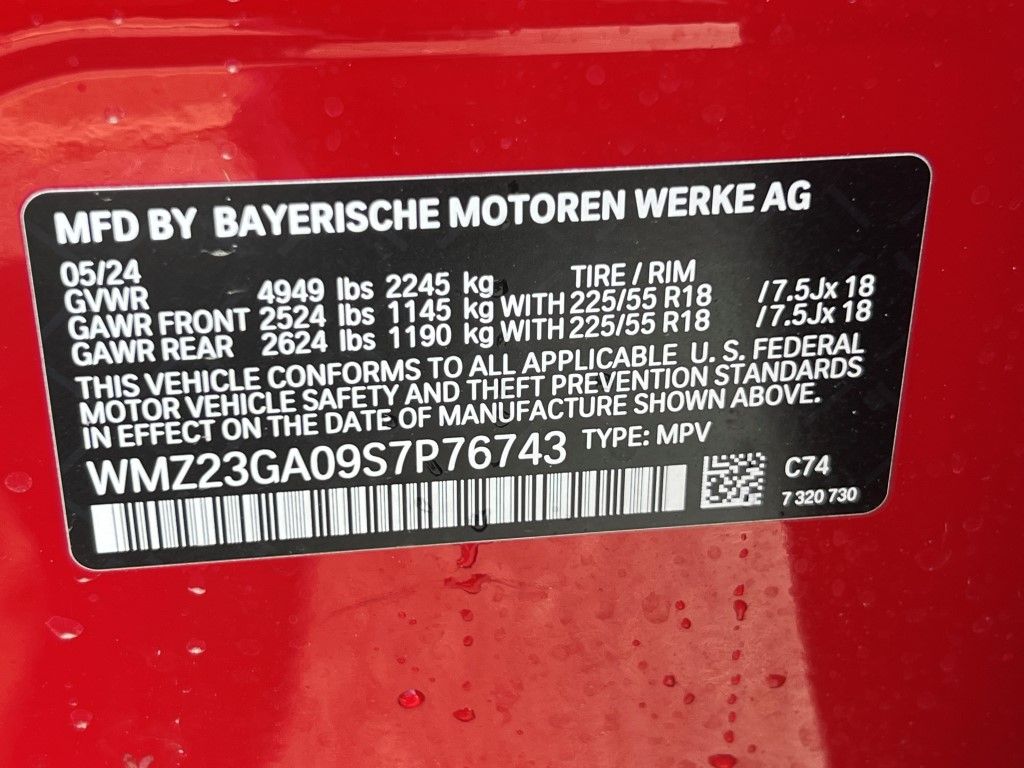 MFD BY BAYERISCHE MOTOREN WERKE AG
05/24 TIRE / RIM
GVWR 4949 lbs 2245 kg
GAWR FRONT 2524 lbs 1145 kg WITH 225/55 R18 /7.5Jx 18
GAWR REAR 2624 lbs 1190 kg WITH 225/55 R18 /7.5Jx 18
THIS VEHICLE CONFORMS TO ALL APPLICABLE U. S. FEDERAL
MOTOR VEHICLE SAFETY AND THEFT PREVENTION STANDARDS
IN EFFECT ON THE DATE OF MANUFACTURE SHOWN ABOVE.
WMZ23GA09S7P76743 TYPE: MPV
C74
7 320 730